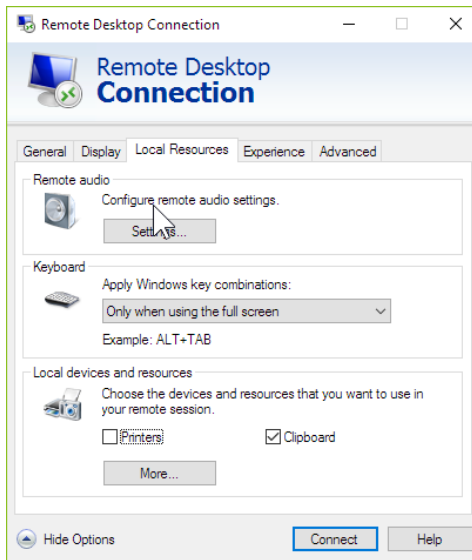 Remote Desktop Connection
Remote Desktop
Connection
General Display Local Resources Experience Advanced
Remote audio
Configure remote audio settings.
Settings...
Keyboard
Apply Windows key combinations:
Only when using the full screen
Example: ALT+TAB
Local devices and resources
Choose the devices and resources that you want to use in
your remote session.
Printers Clipboard
More...
Hide Options Connect Help